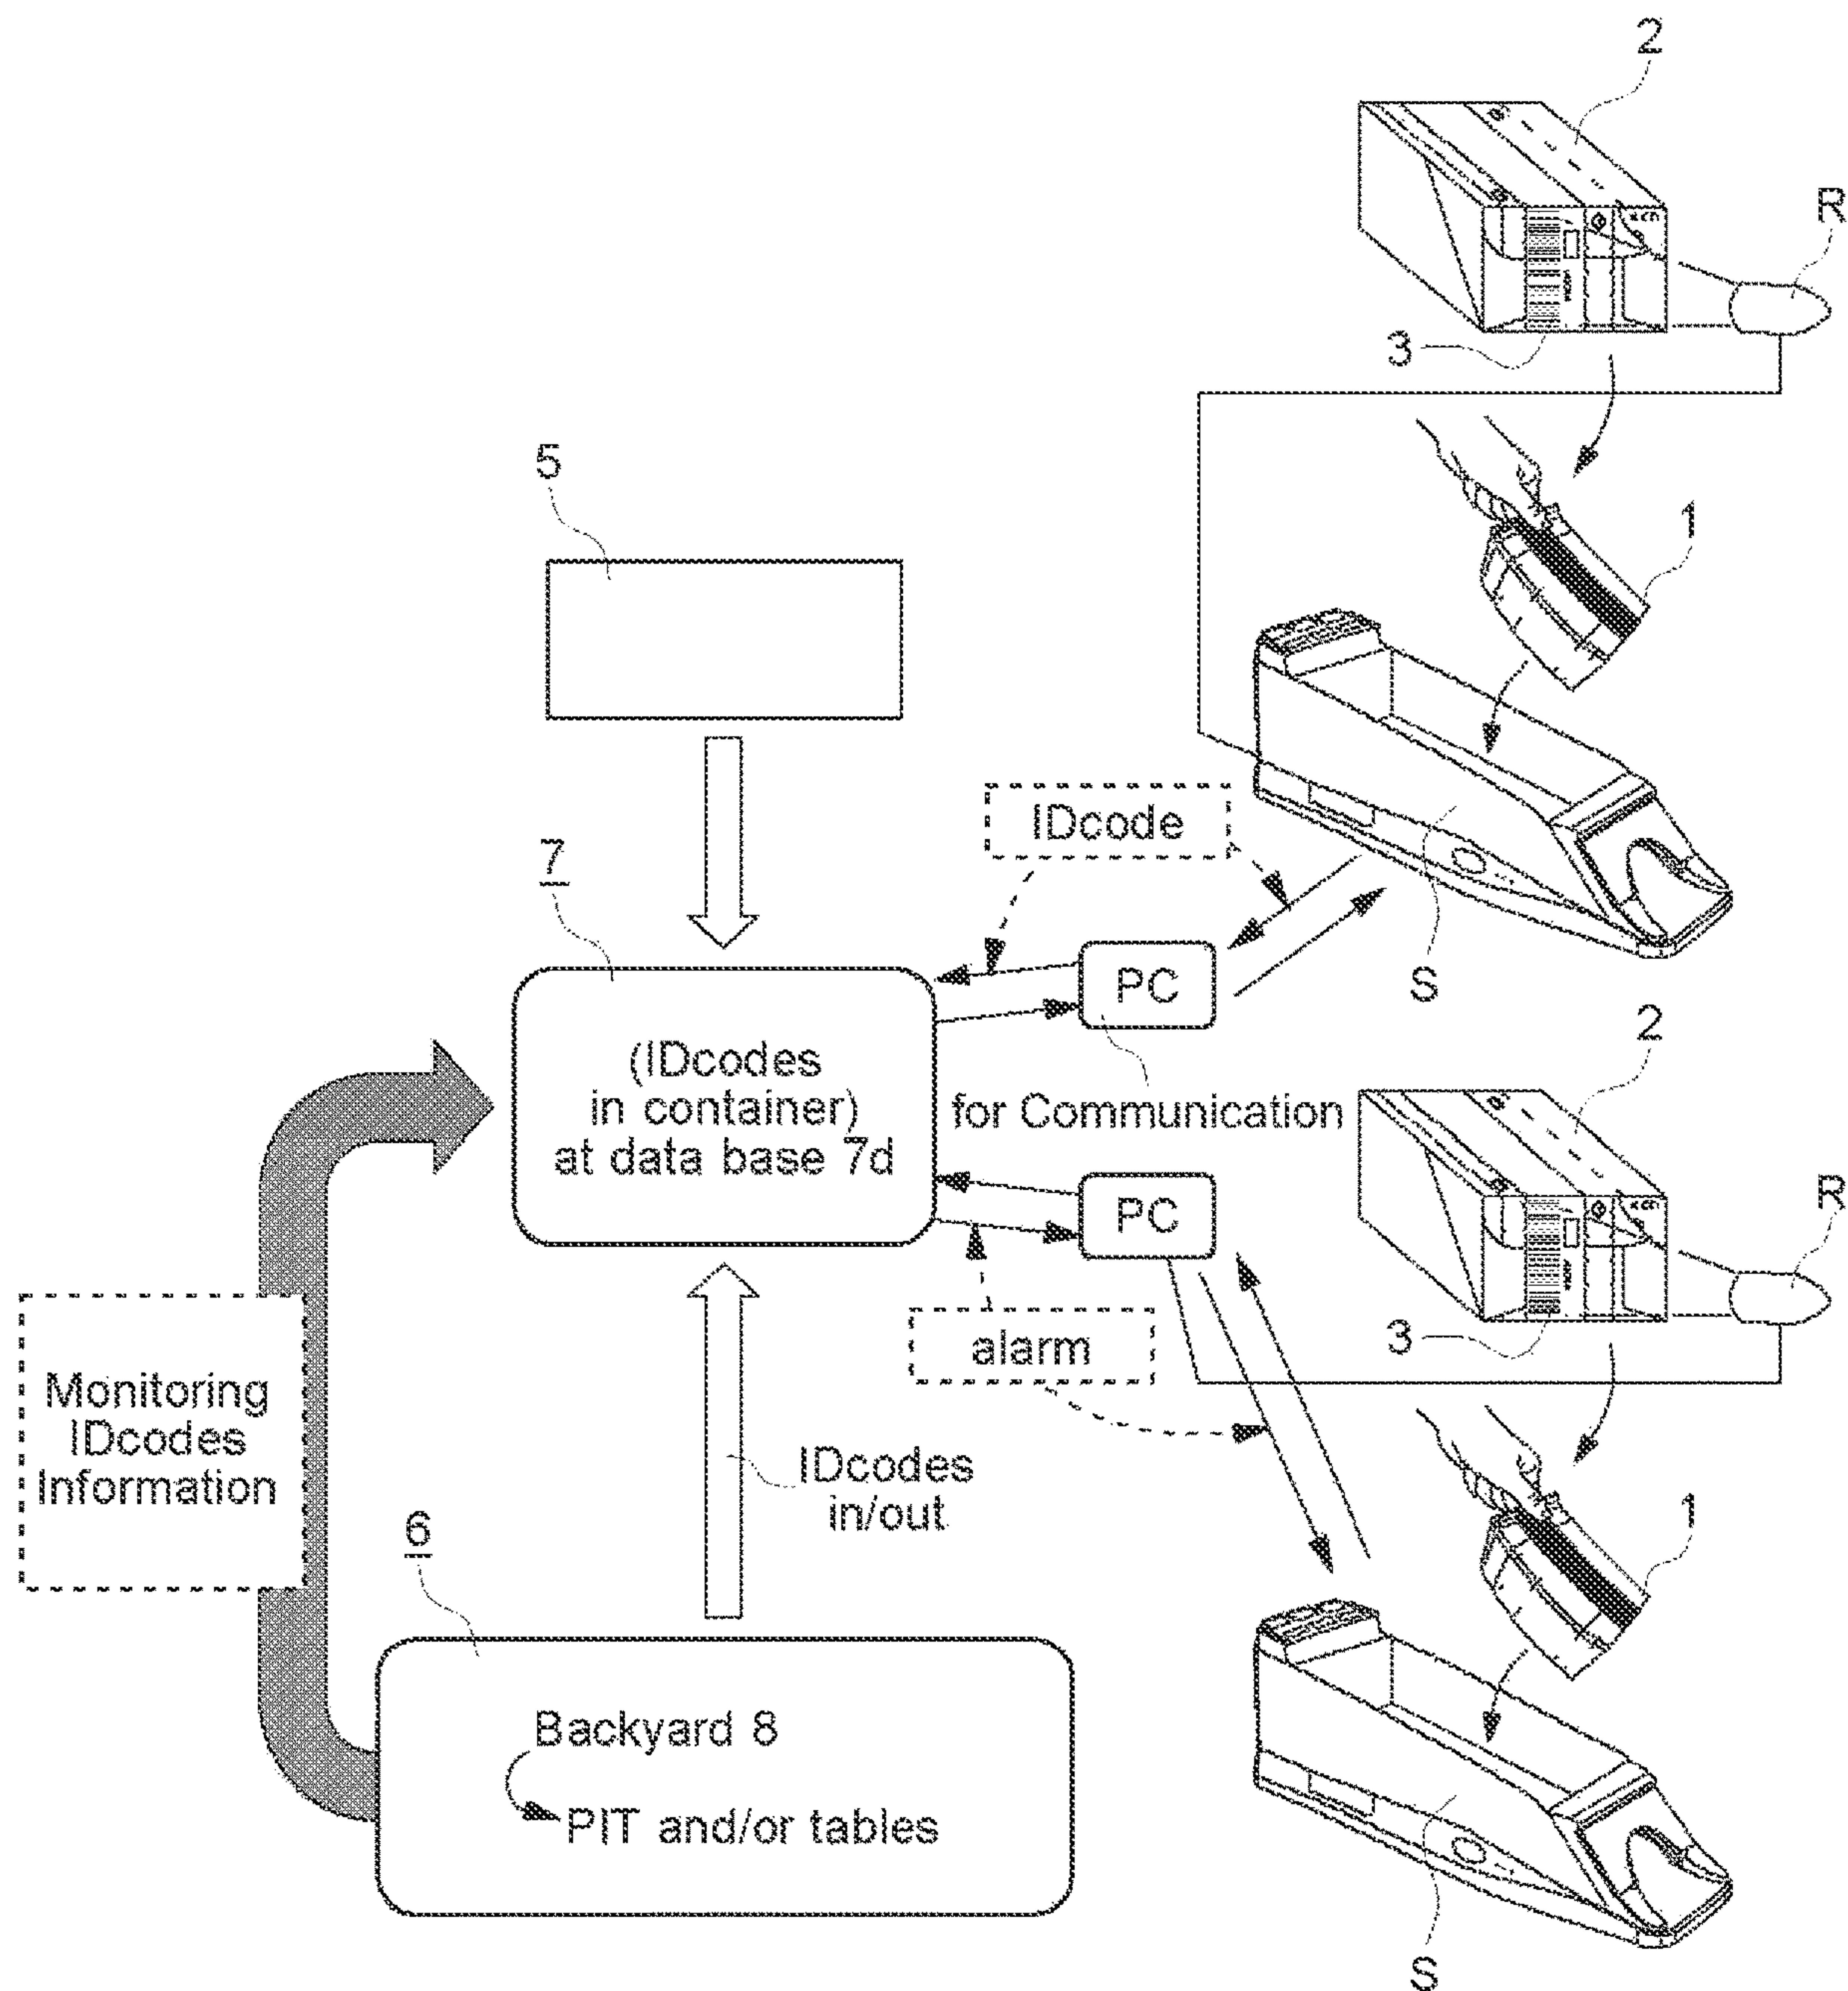 2
R
3
5
1
IDcode
7
PC
S
(IDcodes
in container)
at data base 7d
for Communication
2
PC
R
3
alarm
Monitoring
IDcodes
Information
IDcodes
in/out
1
6
Backyard 8
PIT and/or tables
S